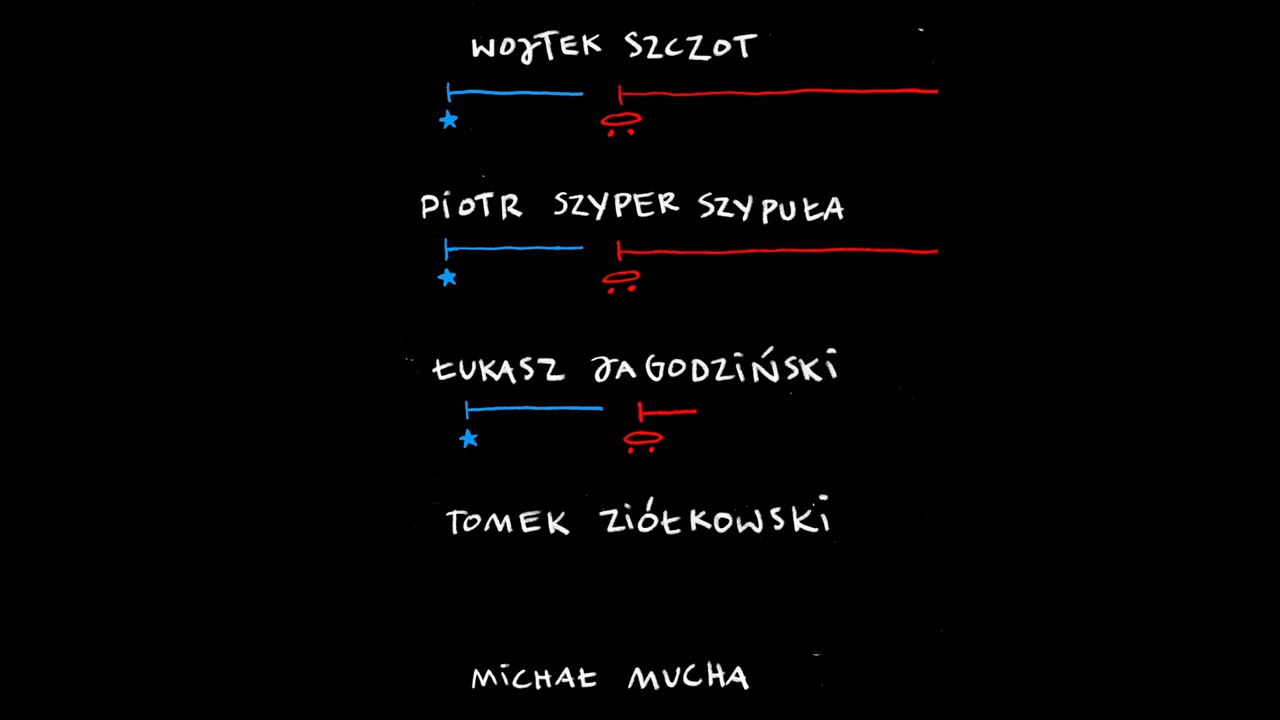 WOJTEK SZCZOT
PiOTR SZYPER SZYPUŁA
ŁUKASZ JAGODZiŃSKi
TOMEK ZiÓŁKOWSKi
MiCHAŁ MUCHA